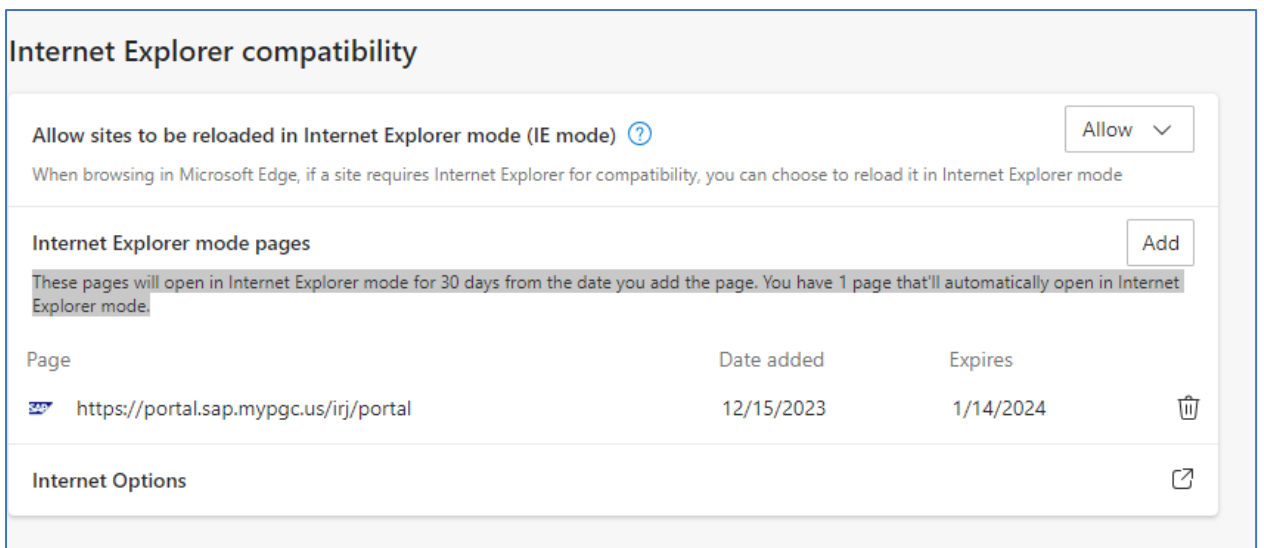 Internet Explorer compatibility
Allow sites to be reloaded in Internet Explorer mode (IE mode) ?
Allow
When browsing in Microsoft Edge, if a site requires Internet Explorer for compatibility, you can choose to reload it in Internet Explorer mode
Internet Explorer mode pages
Add
These pages will open in Internet Explorer mode for 30 days from the date you add the page. You have 1 page that'll automatically open in Internet
Explorer mode.
Page Date added Expires
SAP https://portal.sap.mypgc.us/irj/portal 12/15/2023 1/14/2024
Internet Options